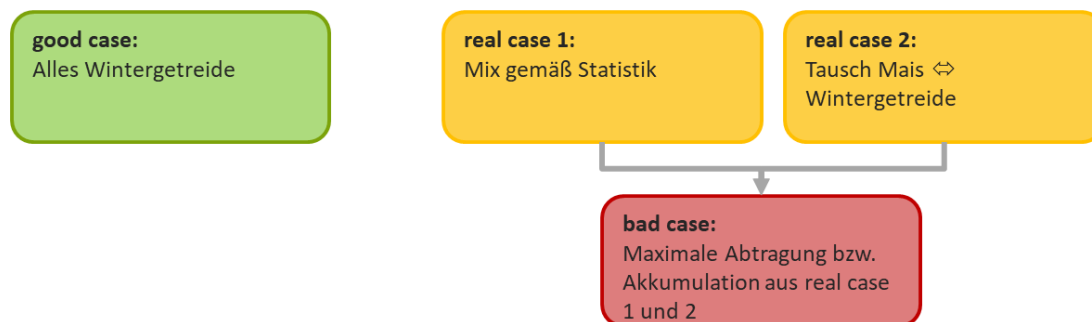 good case:
Alles Wintergetreide
real case 1:
Mix gemäß Statistik
real case 2:
Tausch Mais ⇔
Wintergetreide
bad case:
Maximale Abtragung bzw.
Akkumulation aus real case
1 und 2